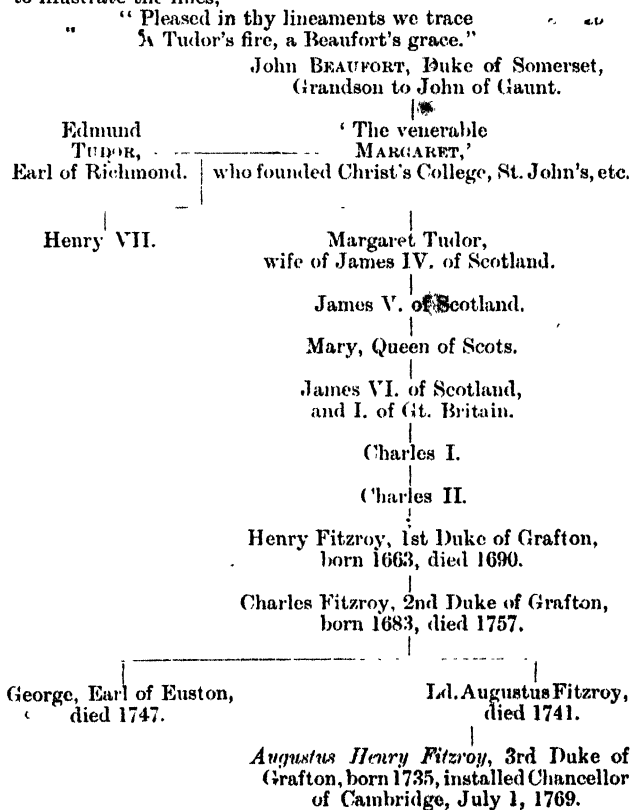 to illustrate the lines,
“ Pleased in thy lineaments we trace
A Tudor's fire, a Beaufort's grace.”
John BEAUFORT, Duke of Somerset,
Grandson to John of Gaunt.
Edmund
TUDOR,
Earl of Richmond.
‘ The venerable
MARGARET,’
who founded Christ's College, St. John's, etc.
Henry VII.
Margaret Tudor,
wife of James IV. of Scotland.
James V. of Scotland.
Mary, Queen of Scots.
James VI. of Scotland,
and I. of Gt. Britain.
Charles I.
Charles II.
Henry Fitzroy, 1st Duke of Grafton,
born 1663, died 1690.
Charles Fitzroy, 2nd Duke of Grafton,
born 1683, died 1757.
George, Earl of Euston,
died 1747.
Ld. Augustus Fitzroy,
died 1741.
Augustus Henry Fitzroy, 3rd Duke of
Grafton, born 1735, installed Chancellor
of Cambridge, July 1, 1769.